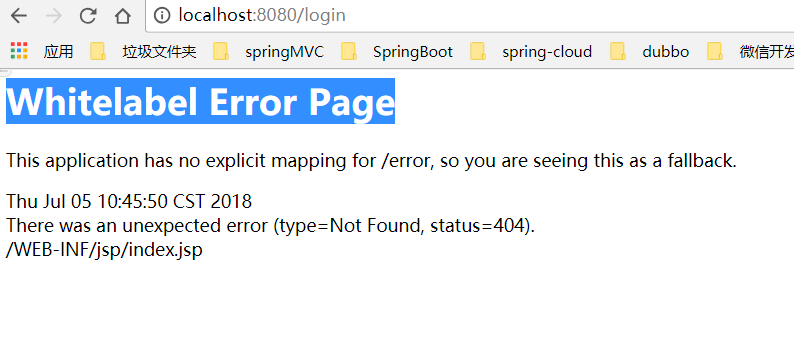 localhost:8080/login
应用 垃圾文件夹 springMVC SpringBoot spring-cloud dubbo 微信开发
Whitelabel Error Page
This application has no explicit mapping for /error, so you are seeing this as a fallback.
Thu Jul 05 10:45:50 CST 2018
There was an unexpected error (type=Not Found, status=404).
/WEB-INF/jsp/index.jsp